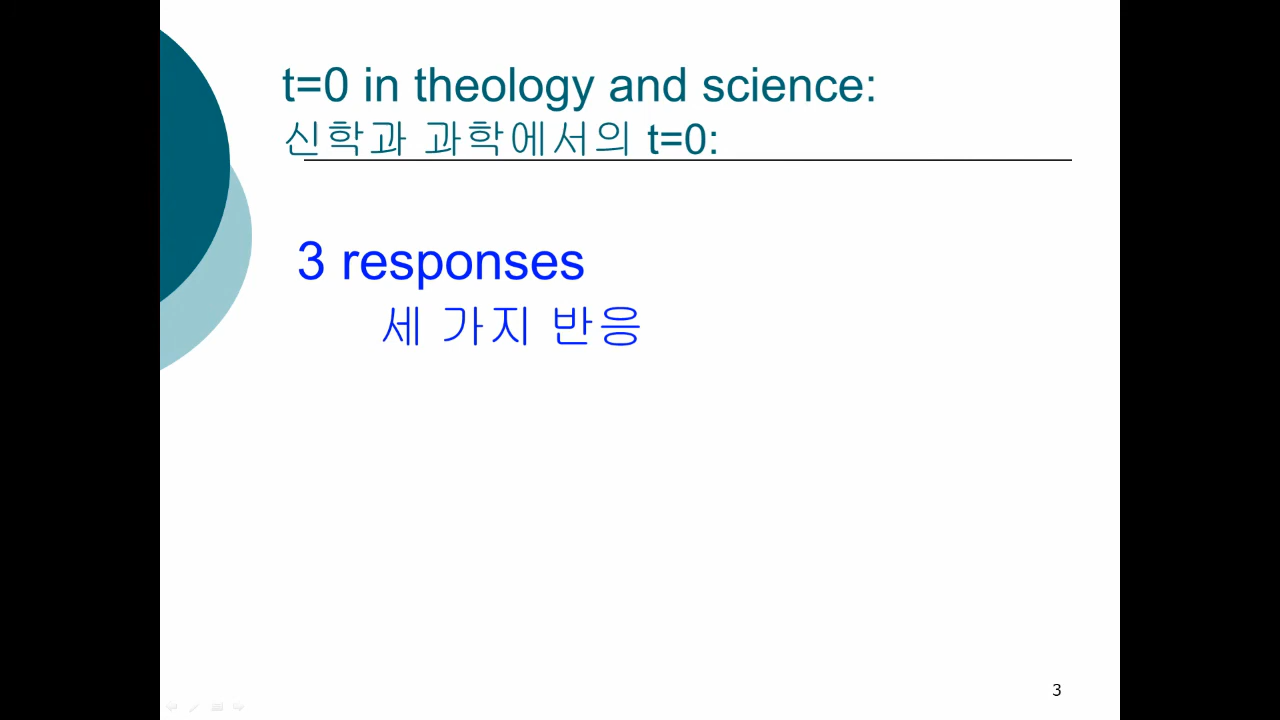 t=0 in theology and science:
신학과 과학에서의 t=0:
3 responses
세 가지 반응
3